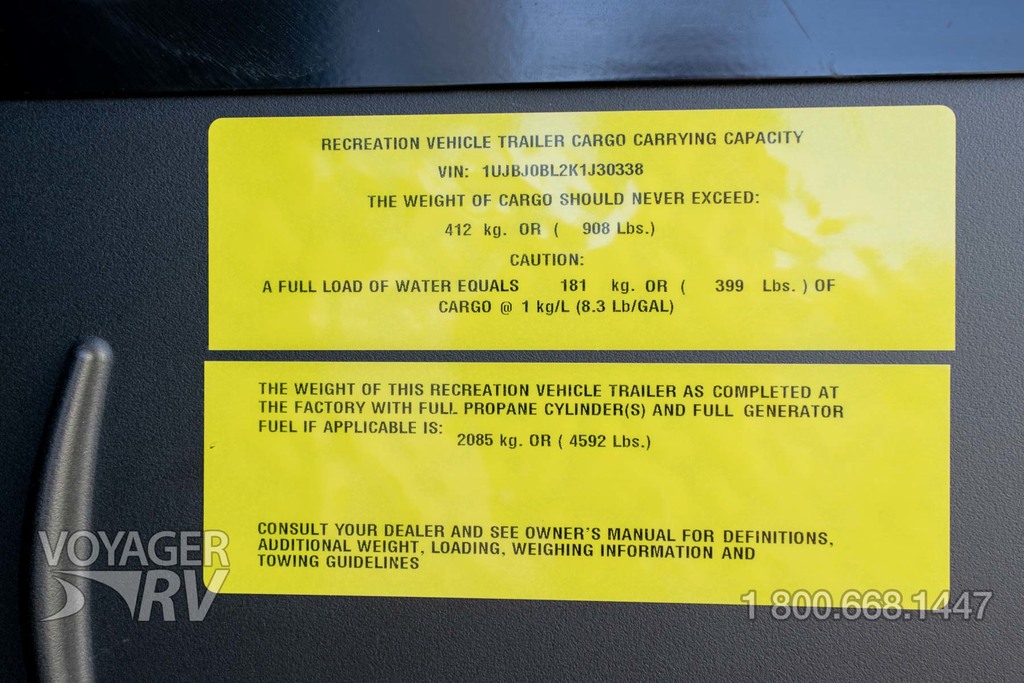 RECREATION VEHICLE TRAILER CARGO CARRYING CAPACITY
VIN: 1UJBJ0BL2K1J30338
THE WEIGHT OF CARGO SHOULD NEVER EXCEED:
412 kg. OR ( 908 Lbs.)
CAUTION:
A FULL LOAD OF WATER EQUALS 181 kg. OR ( 399 Lbs. ) OF
CARGO @ 1 kg/L (8.3 Lb/GAL)
THE WEIGHT OF THIS RECREATION VEHICLE TRAILER AS COMPLETED AT
THE FACTORY WITH FULL PROPANE CYLINDER(S) AND FULL GENERATOR
FUEL IF APPLICABLE IS:
2085 kg. OR ( 4592 Lbs.)
CONSULT YOUR DEALER AND SEE OWNER'S MANUAL FOR DEFINITIONS,
ADDITIONAL WEIGHT, LOADING, WEIGHING INFORMATION AND
TOWING GUIDELINES
VOYAGER
RV
1 800.668.1447